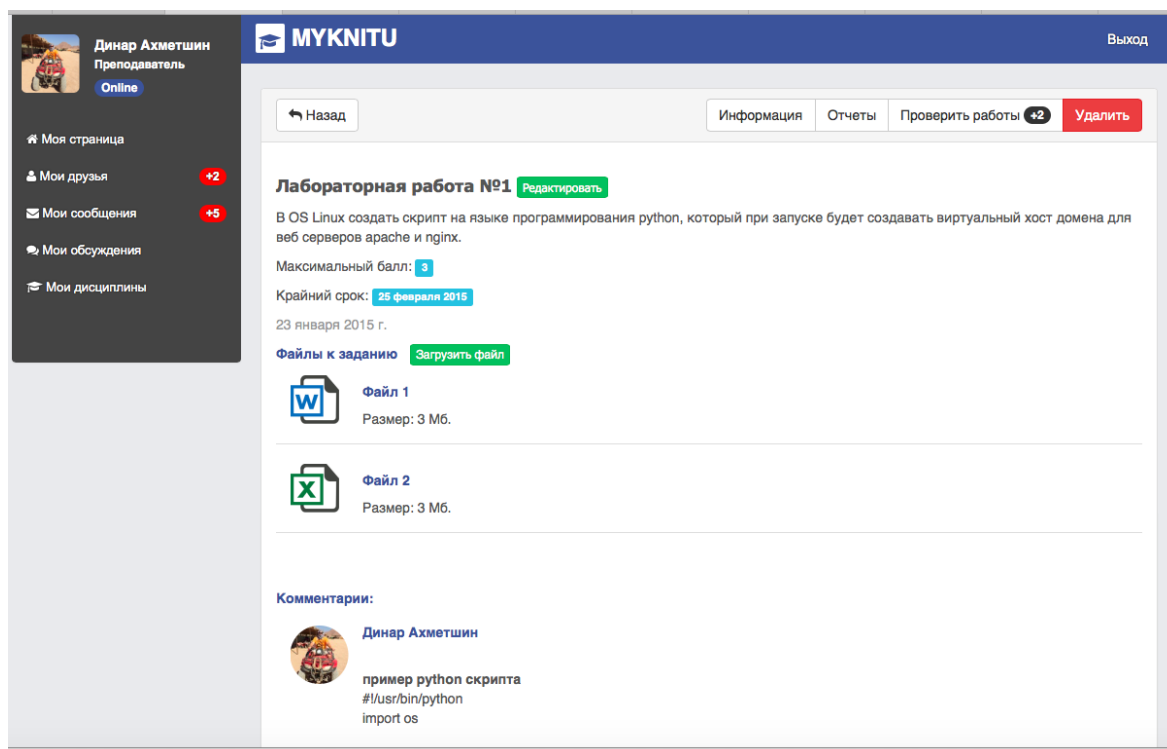 Динар Ахметшин
Преподаватель
Online
Моя страница
Мои друзья +2
Мои сообщения +5
Мои обсуждения
Мои дисциплины
MYKNITU
Выход
Назад
Информация
Отчеты
Проверить работы +2
Удалить
Лабораторная работа №1 Редактировать
В OS Linux создать скрипт на языке программирования python, который при запуске будет создавать виртуальный хост домена для
веб серверов apache и nginx.
Максимальный балл: 3
Крайний срок: 25 февраля 2015
23 января 2015 г.
Файлы к заданию Загрузить файл
W
Файл 1
Размер: 3 Мб.
X
Файл 2
Размер: 3 Мб.
Комментарии:
Динар Ахметшин
пример python скрипта
#!/usr/bin/python
import os